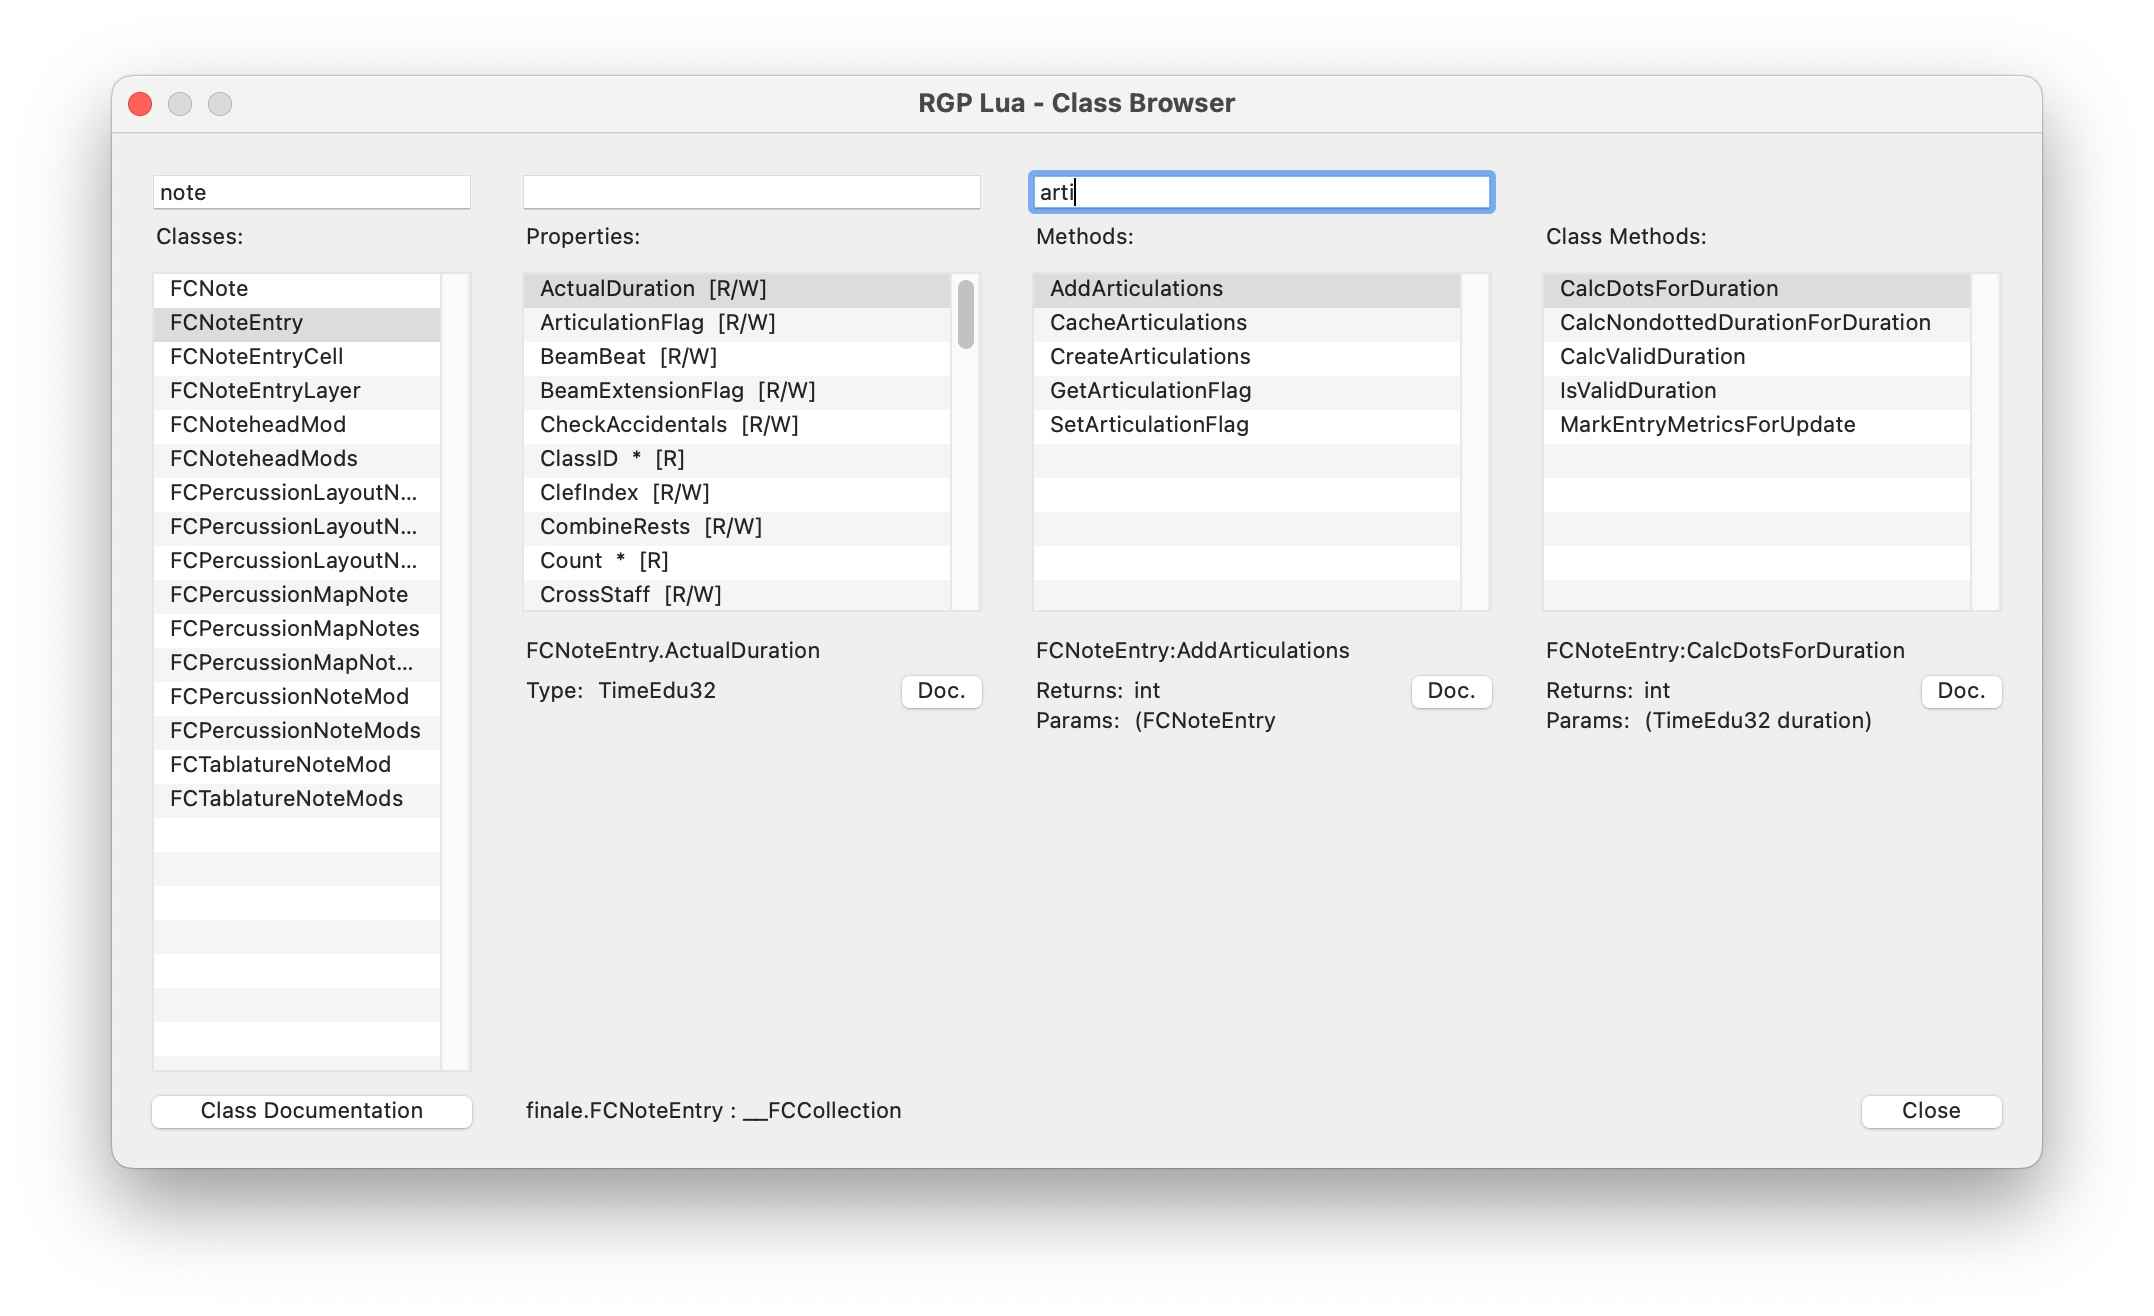 RGP Lua - Class Browser
note
arti
Classes:
Properties:
Methods:
Class Methods:
FCNote
FCNoteEntry
FCNoteEntryCell
FCNoteEntryLayer
FCNoteheadMod
FCNoteheadMods
FCPercussionLayoutN...
FCPercussionLayoutN...
FCPercussionLayoutN...
FCPercussionMapNote
FCPercussionMapNotes
FCPercussionMapNot...
FCPercussionNoteMod
FCPercussionNoteMods
FCTablatureNoteMod
FCTablatureNoteMods
ActualDuration [R/W]
ArticulationFlag [R/W]
BeamBeat [R/W]
BeamExtensionFlag [R/W]
CheckAccidentals [R/W]
ClassID * [R]
ClefIndex [R/W]
CombineRests [R/W]
Count * [R]
CrossStaff [R/W]
AddArticulations
CacheArticulations
CreateArticulations
GetArticulationFlag
SetArticulationFlag
CalcDotsForDuration
CalcNondottedDurationForDuration
CalcValidDuration
IsValidDuration
MarkEntryMetricsForUpdate
FCNoteEntry.ActualDuration
Type: TimeEdu32
Doc.
FCNoteEntry:AddArticulations
Returns: int
Doc.
Params: (FCNoteEntry
FCNoteEntry:CalcDotsForDuration
Returns: int
Doc.
Params: (TimeEdu32 duration)
Class Documentation
finale.FCNoteEntry : __FCCollection
Close